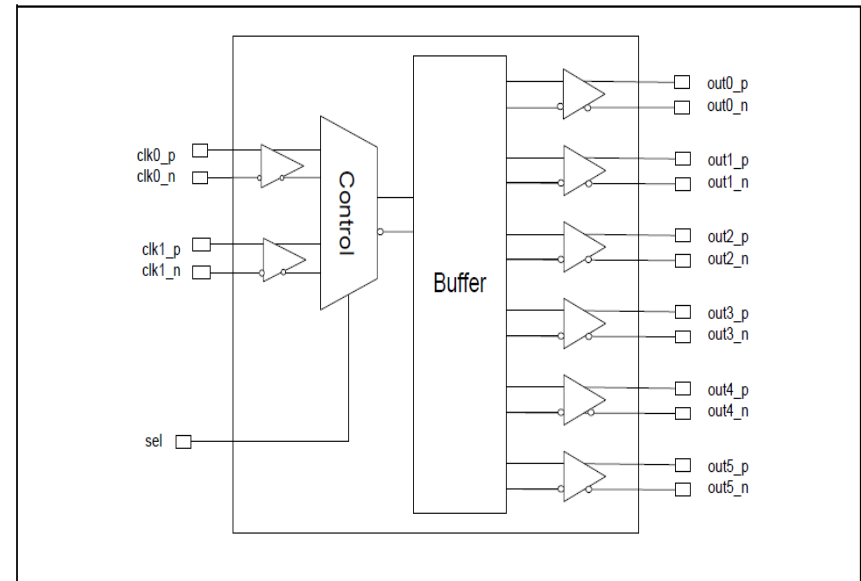 clk0_p
clk0_n
clk1_p
clk1_n
sel
Control
Buffer
out0_p
out0_n
out1_p
out1_n
out2_p
out2_n
out3_p
out3_n
out4_p
out4_n
out5_p
out5_n